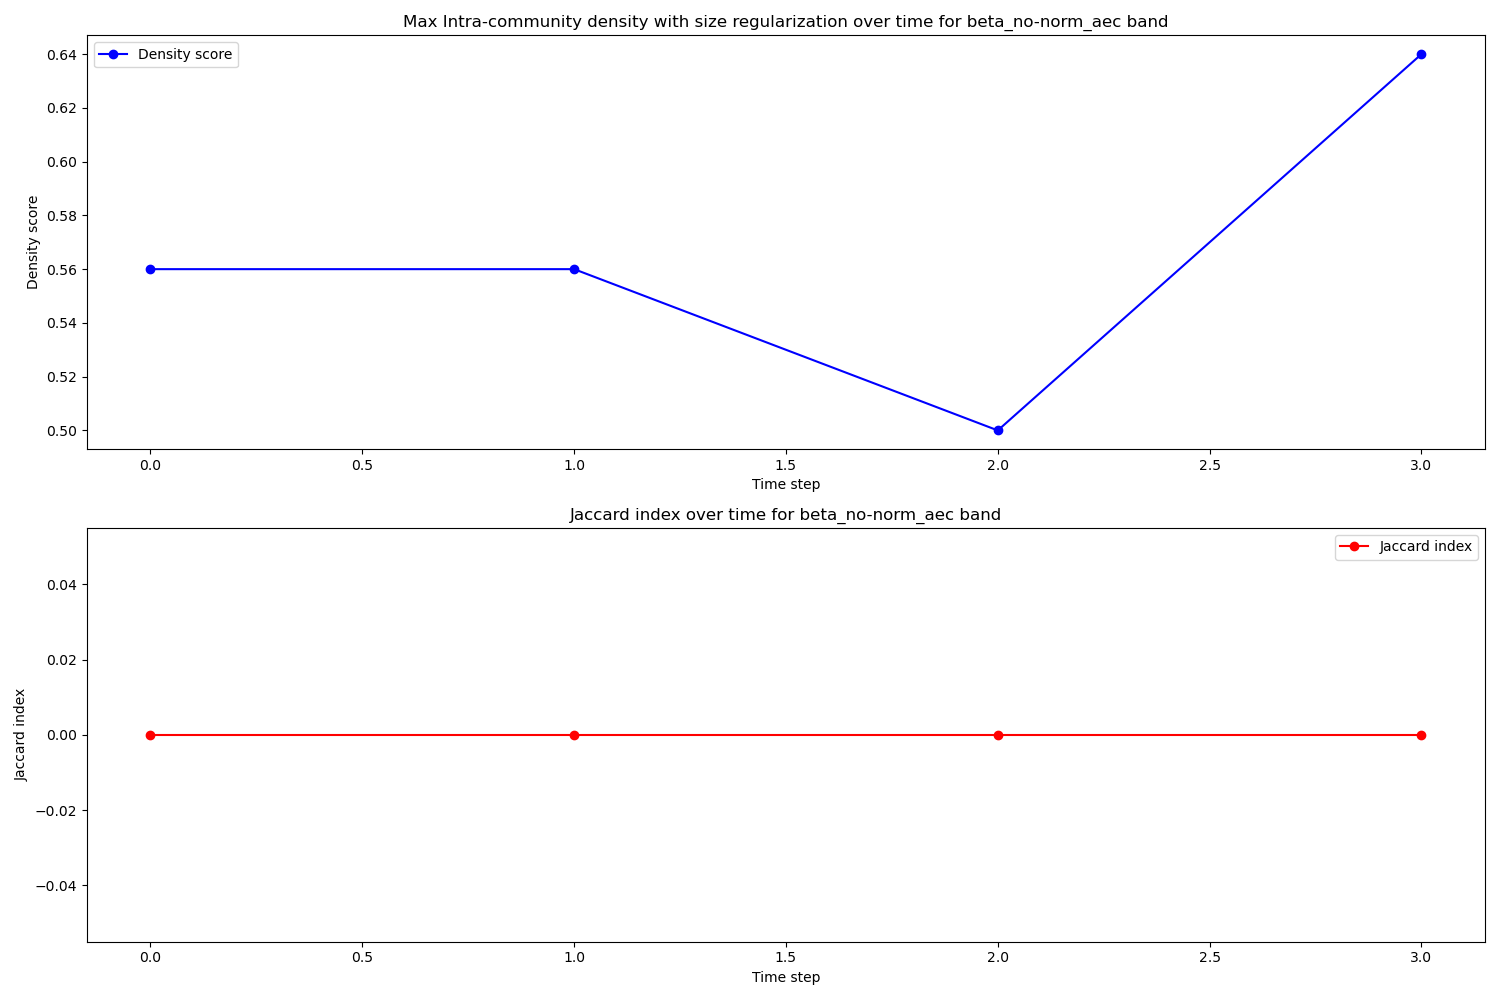 Max Intra-community density with size regularization over time for beta_no-norm_aec band
Density score
0.64
0.62
0.60
0.58
0.56
0.54
0.52
0.50
Density score
0.0 0.5 1.0 1.5 2.0 2.5 3.0
Time step
Jaccard index over time for beta_no-norm_aec band
Jaccard index
0.04
0.02
0.00
−0.02
−0.04
Jaccard index
0.0 0.5 1.0 1.5 2.0 2.5 3.0
Time step